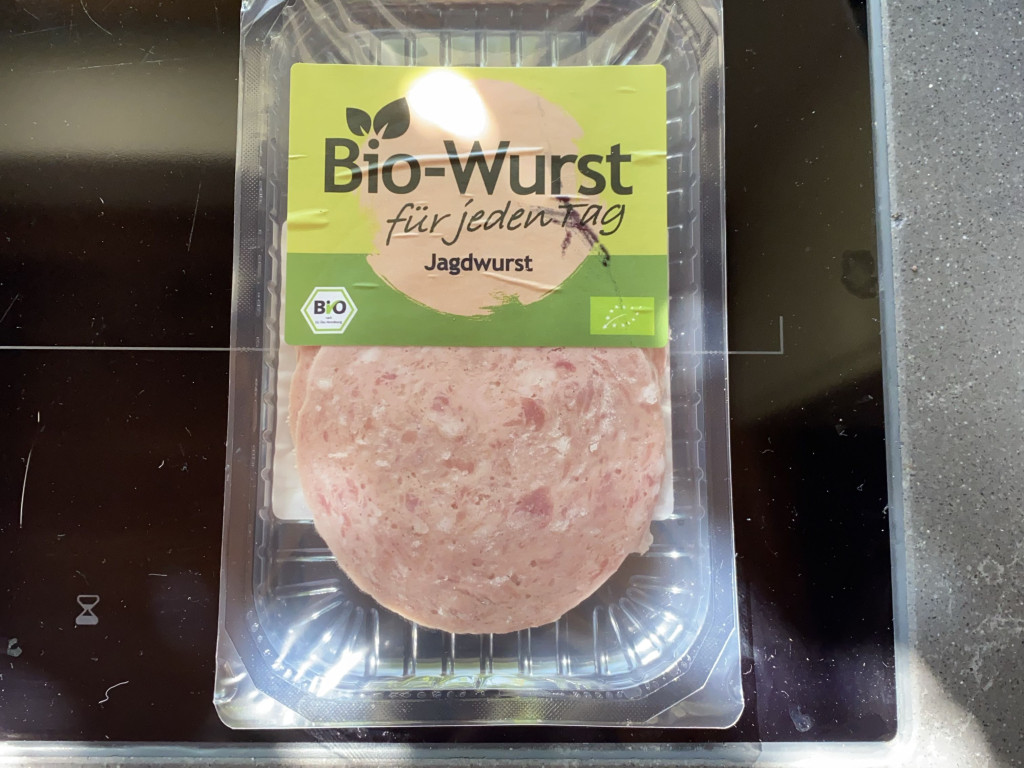 Bio-Wurst
für jeden Tag
Jagdwurst
BiO